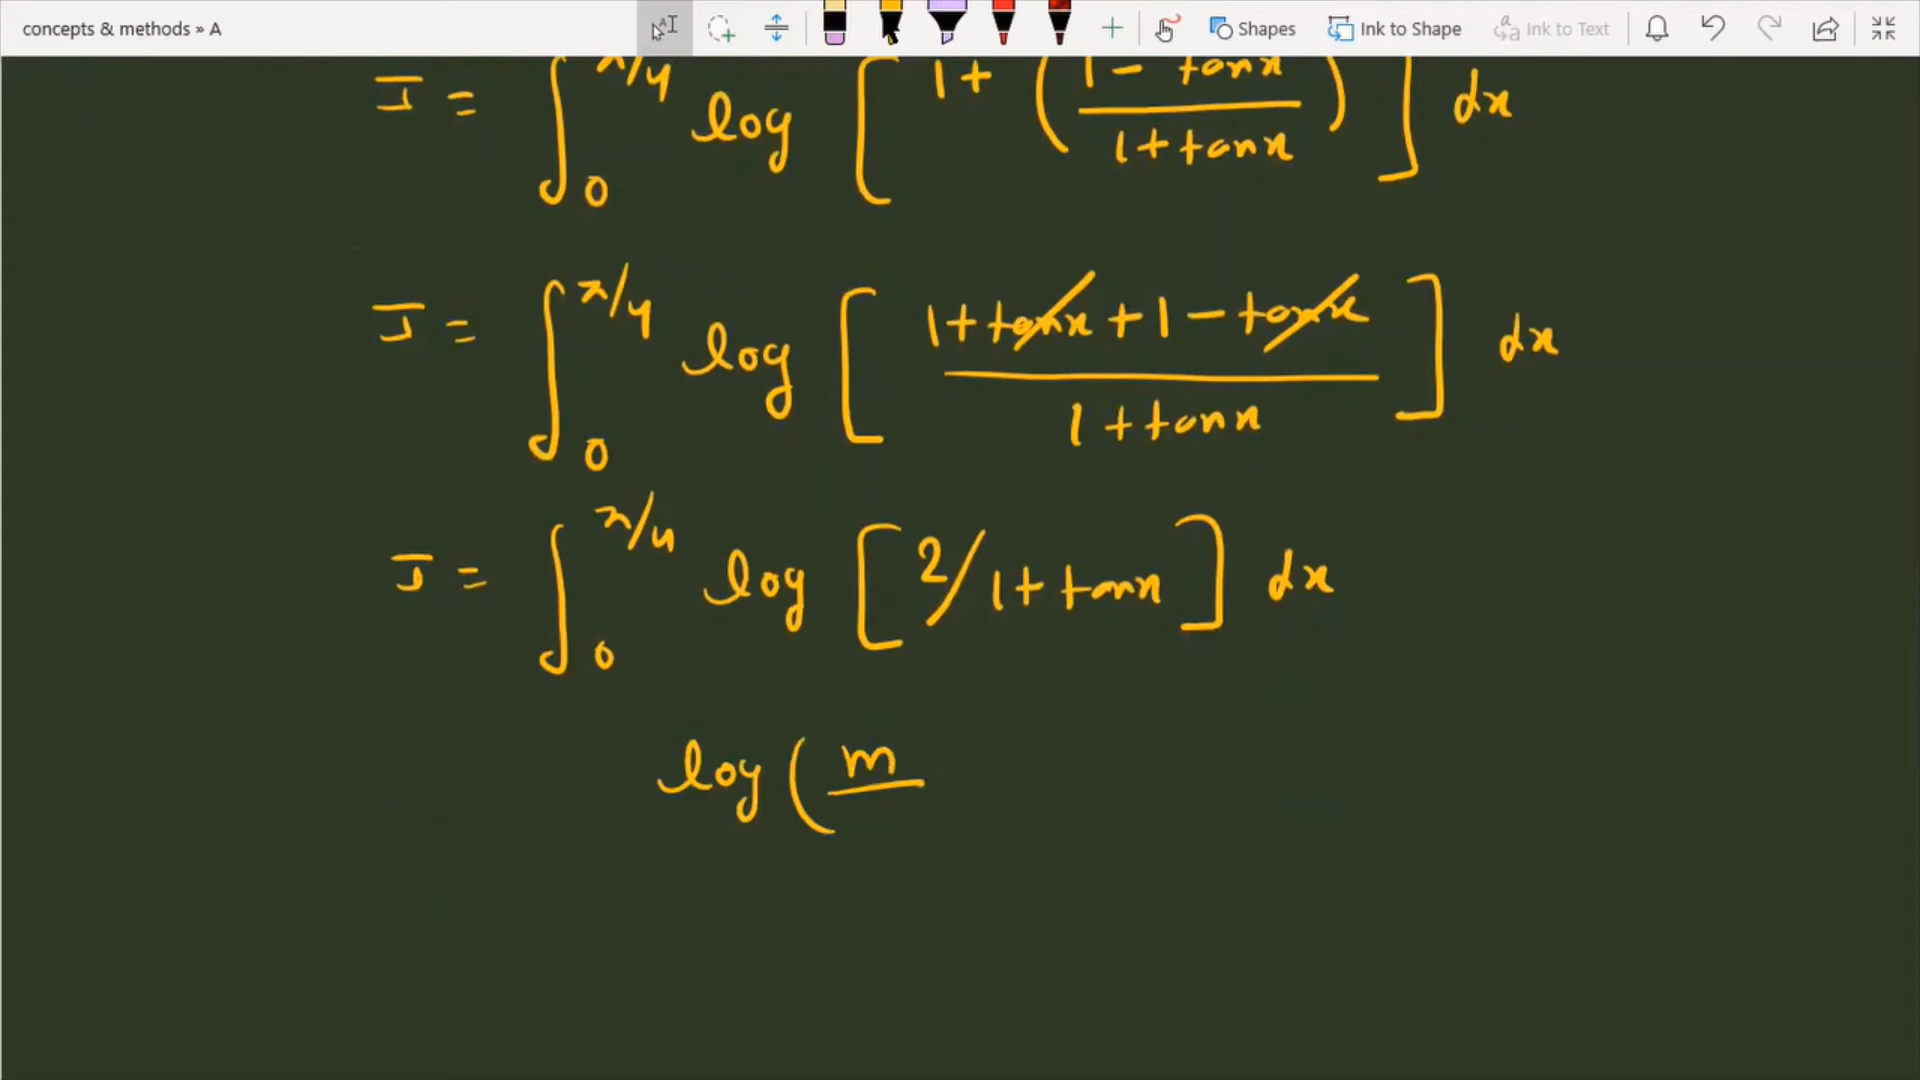 concepts & methods » A
Shapes Ink to Shape Ink to Text
I = ∫₀^π/4 log [ 1 + ( (1 - tanx) / (1 + tanx) ) ] dx
I = ∫₀^π/4 log [ (1 + tanx + 1 - tanx) / (1 + tanx) ] dx
I = ∫₀^π/4 log [ 2/1 + tanx ] dx
log ( m